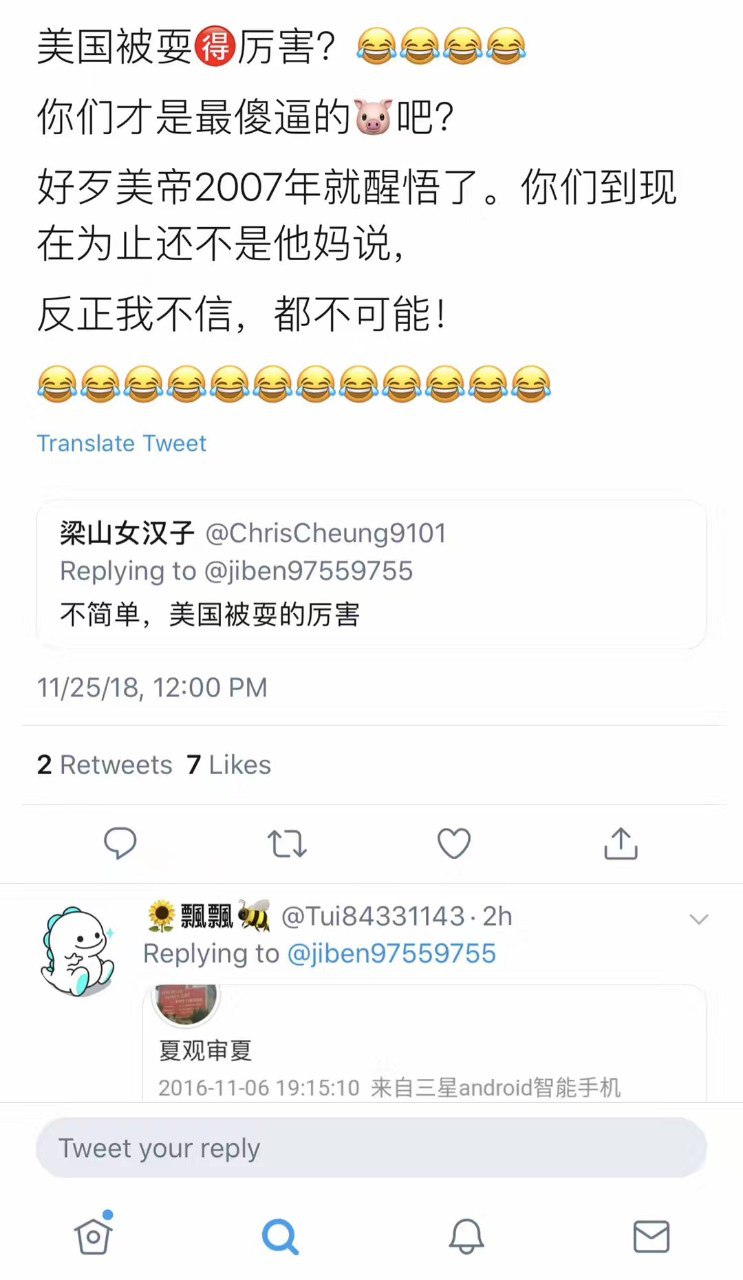 美国被耍🉐厉害？😂😂😂😂
你们才是最傻逼的🐷吧？
好歹美帝2007年就醒悟了。你们到现
在为止还不是他妈说，
反正我不信，都不可能！
😂😂😂😂😂😂😂😂😂😂😂😂
Translate Tweet
梁山女汉子 @ChrisCheung9101
Replying to @jiben97559755
不简单，美国被耍的厉害
11/25/18, 12:00 PM
2 Retweets 7 Likes
🌻飄飄🐝 @Tui84331143 · 2h
Replying to @jiben97559755
夏观审夏
2016-11-06 19:15:10 来自三星android智能手机
Tweet your reply